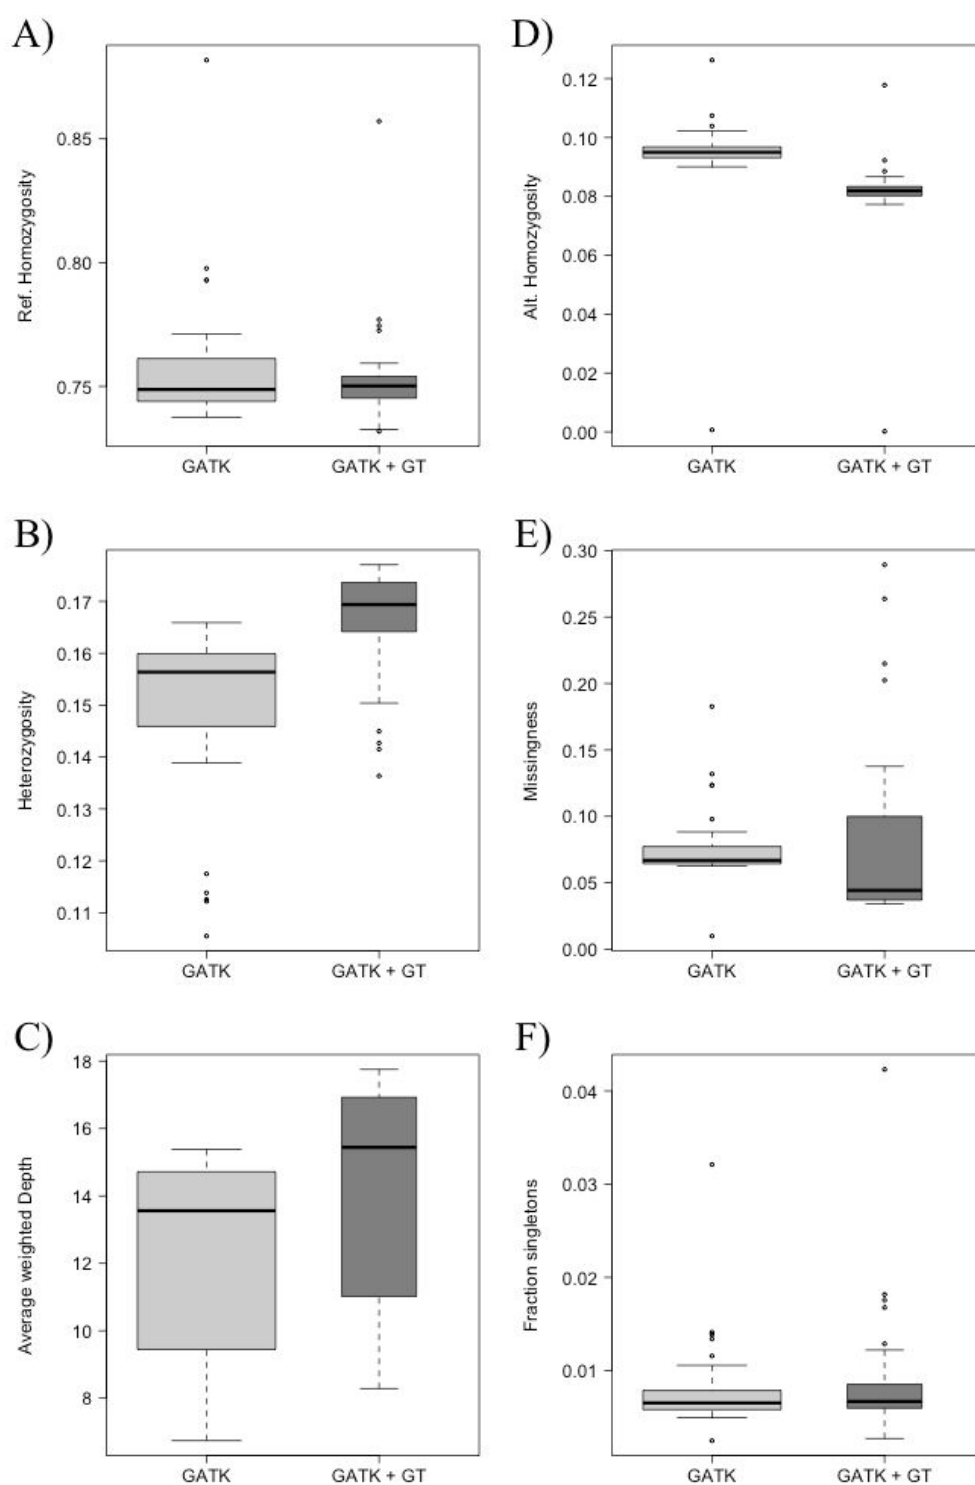 A)
Ref. Homozygosity
0.85
0.80
0.75
GATK
GATK + GT
D)
Alt. Homozygosity
0.12
0.10
0.08
0.06
0.04
0.02
0.00
GATK
GATK + GT
B)
Heterozygosity
0.17
0.16
0.15
0.14
0.13
0.12
0.11
GATK
GATK + GT
E)
Missingness
0.30
0.25
0.20
0.15
0.10
0.05
0.00
GATK
GATK + GT
C)
Average weighted Depth
18
16
14
12
10
8
GATK
GATK + GT
F)
Fraction singletons
0.04
0.03
0.02
0.01
GATK
GATK + GT